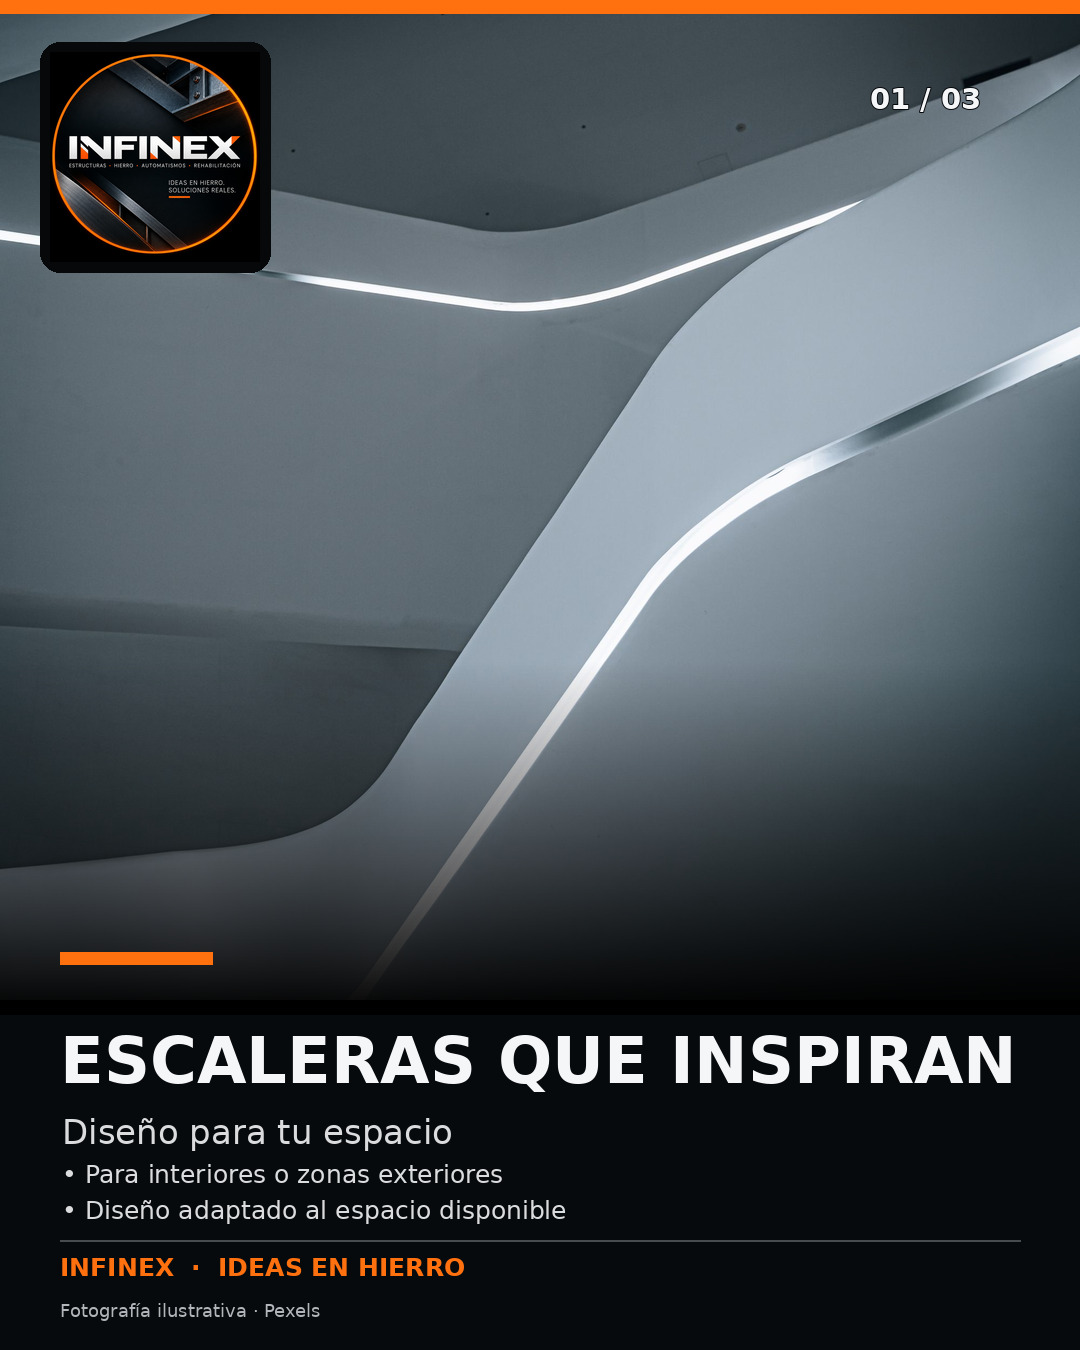 INFINEX
ESTRUCTURAS · HIERRO · AUTOMATISMOS · REHABILITACIÓN
IDEAS EN HIERRO.
SOLUCIONES REALES.
01 / 03
ESCALERAS QUE INSPIRAN
Diseño para tu espacio
• Para interiores o zonas exteriores
• Diseño adaptado al espacio disponible
INFINEX · IDEAS EN HIERRO
Fotografía ilustrativa · Pexels